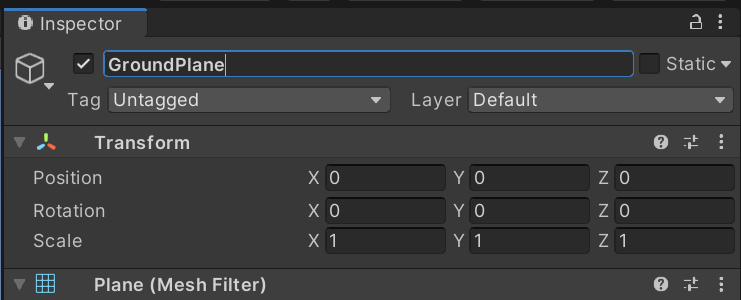 Inspector
GroundPlane Static
Tag Untagged Layer Default
Transform
Position X 0 Y 0 Z 0
Rotation X 0 Y 0 Z 0
Scale X 1 Y 1 Z 1
Plane (Mesh Filter)